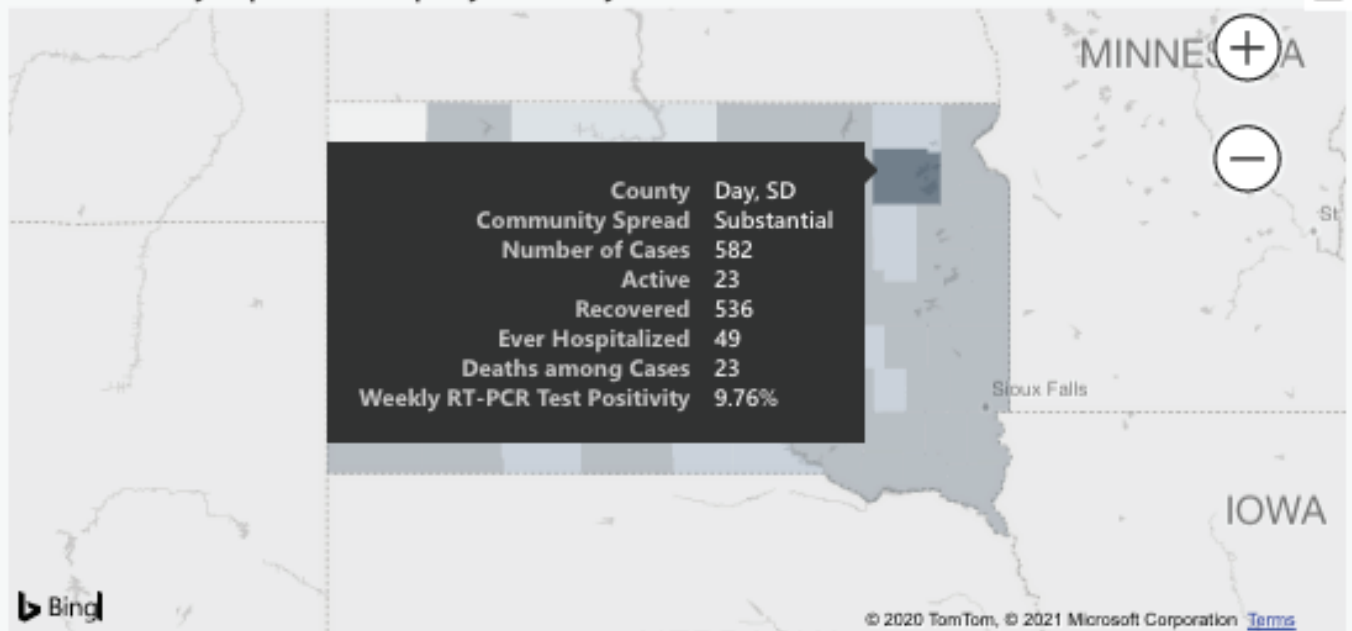 MINNES A
County Day, SD
Community Spread Substantial
Number of Cases 582
Active 23
Recovered 536
Ever Hospitalized 49
Deaths among Cases 23
Weekly RT-PCR Test Positivity 9.76%
St
Sioux Falls
IOWA
Bing
© 2020 TomTom, © 2021 Microsoft Corporation Terms